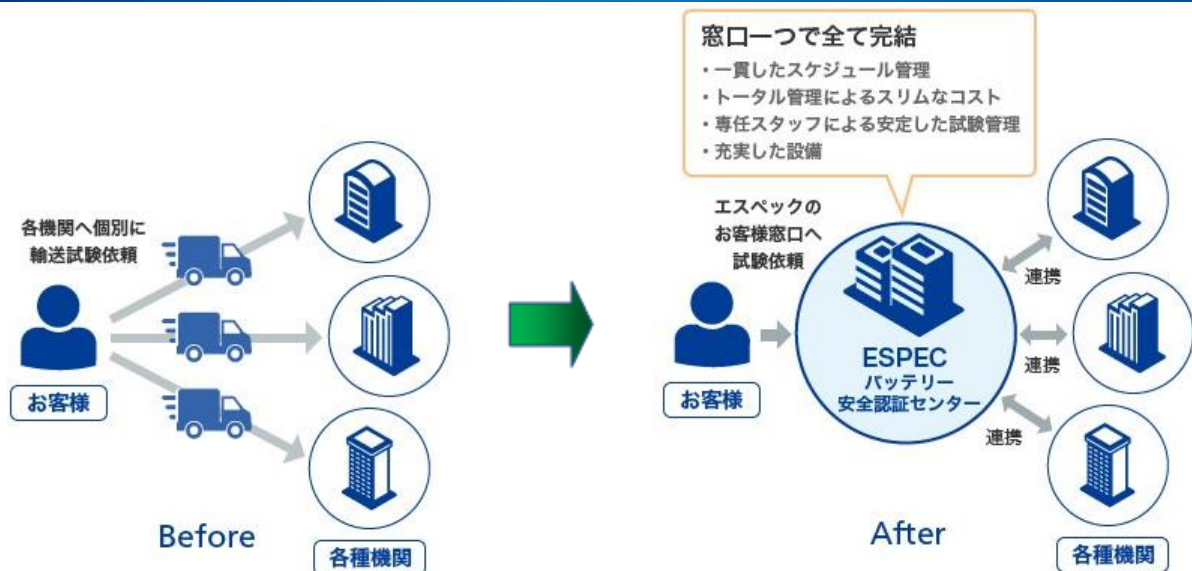 各機関へ個別に
輸送試験依頼
お客様
Before
各種機関
窓口一つで全て完結
・一貫したスケジュール管理
・トータル管理によるスリムなコスト
・専任スタッフによる安定した試験管理
・充実した設備
エスペックの
お客様窓口へ
試験依頼
お客様
ESPEC
バッテリー
安全認証センター
連携
連携
連携
After
各種機関